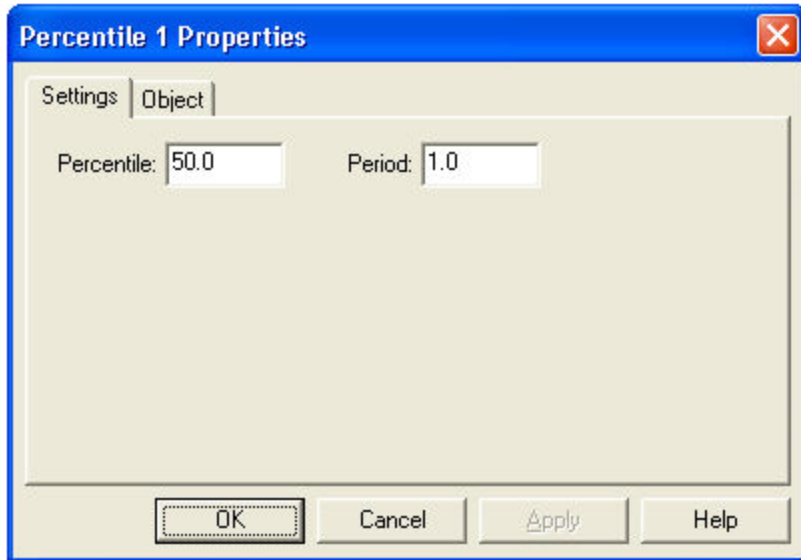 Percentile 1 Properties
Settings Object
Percentile: 50.0 Period: 1.0
OK Cancel Apply Help